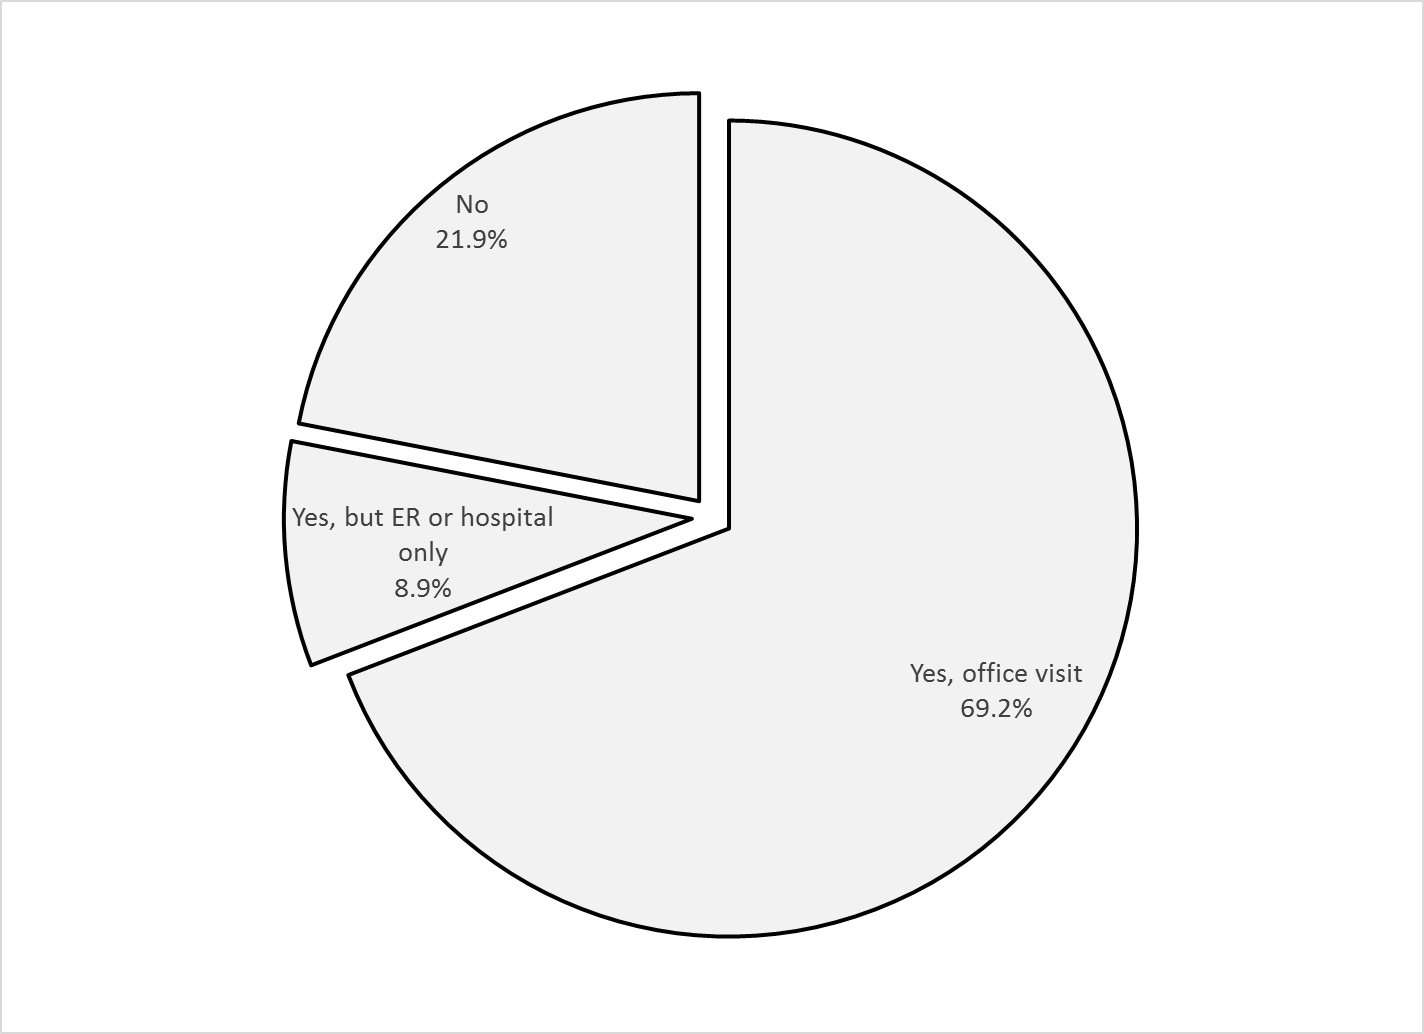 No
21.9%
Yes, but ER or hospital
only
8.9%
Yes, office visit
69.2%